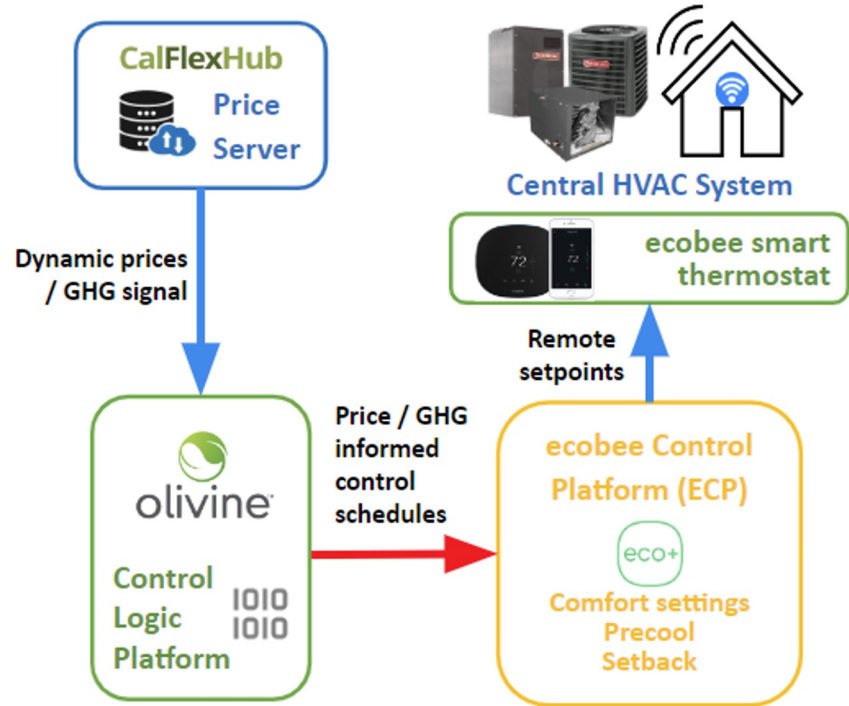 CalFlexHub
Price
Server
Dynamic prices
/ GHG signal
olivine
Control
Logic
Platform
1010
1010
Price / GHG
informed
control
schedules
ecobee Control
Platform (ECP)
eco+
Comfort settings
Precool
Setback
Remote
setpoints
ecobee smart
thermostat
72
72
Central HVAC System